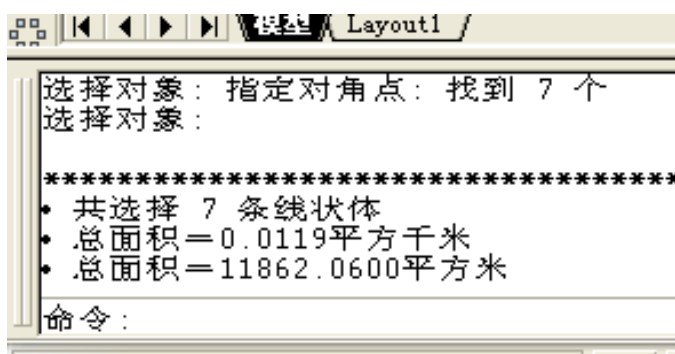 模型 Layout1
选择对象: 指定对角点: 找到 7 个
选择对象:
*************************************
• 共选择 7 条线状体
• 总面积=0.0119平方千米
• 总面积=11862.0600平方米
命令: